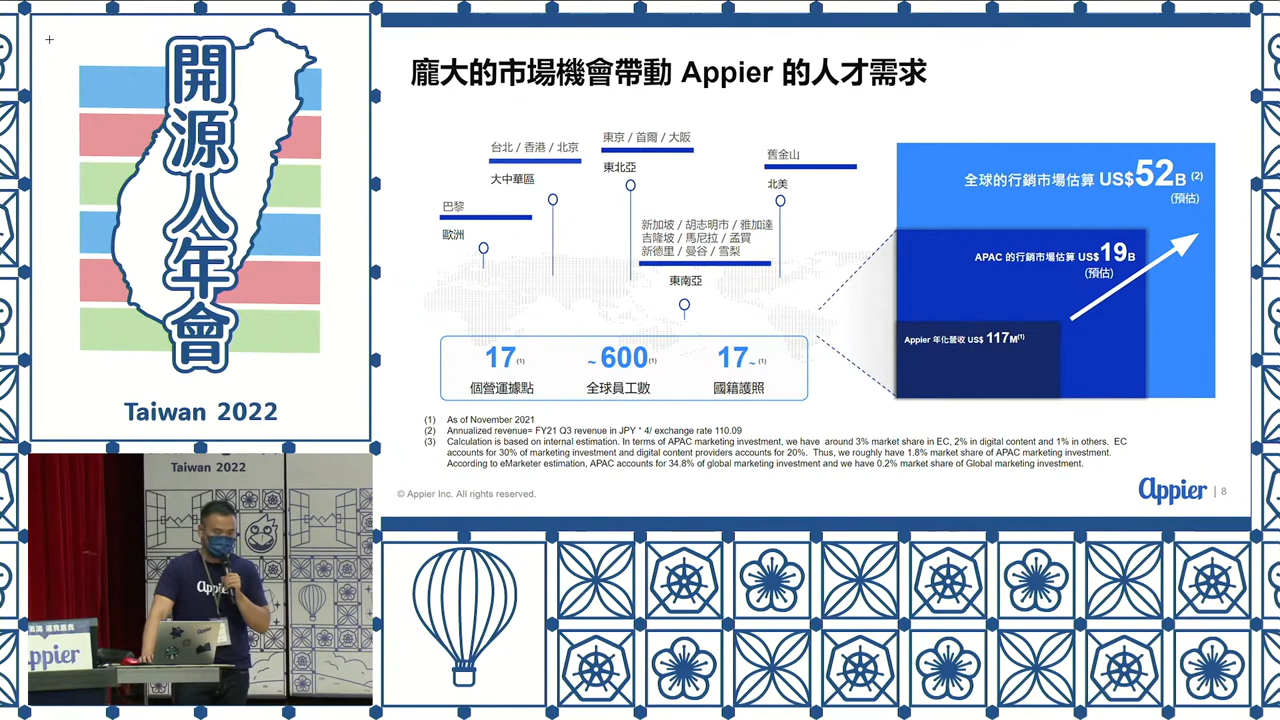 開源人年會
Taiwan 2022
龐大的市場機會帶動 Appier 的人才需求
台北 / 香港 / 北京
大中華區
東京 / 首爾 / 大阪
東北亞
舊金山
北美
巴黎
歐洲
新加坡 / 胡志明市 / 雅加達
吉隆坡 / 馬尼拉 / 孟買
新德里 / 曼谷 / 雪梨
東南亞
17(1)
個營運據點
~600(1)
全球員工數
17~(1)
國籍護照
全球的行銷市場估算 US$52B (2)
(預估)
APAC 的行銷市場估算 US$19B
(預估)
Appier 年化營收 US$ 117M(1)
(1) As of November 2021
(2) Annualized revenue= FY21 Q3 revenue in JPY * 4/ exchange rate 110.09
(3) Calculation is based on internal estimation. In terms of APAC marketing investment, we have around 3% market share in EC, 2% in digital content and 1% in others. EC
accounts for 30% of marketing investment and digital content providers accounts for 20%. Thus, we roughly have 1.8% market share of APAC marketing investment.
According to eMarketer estimation, APAC accounts for 34.8% of global marketing investment and we have 0.2% market share of Global marketing investment.
© Appier Inc. All rights reserved.
Appier | 8
Taiwan 2022
Appier
Appier
ppier